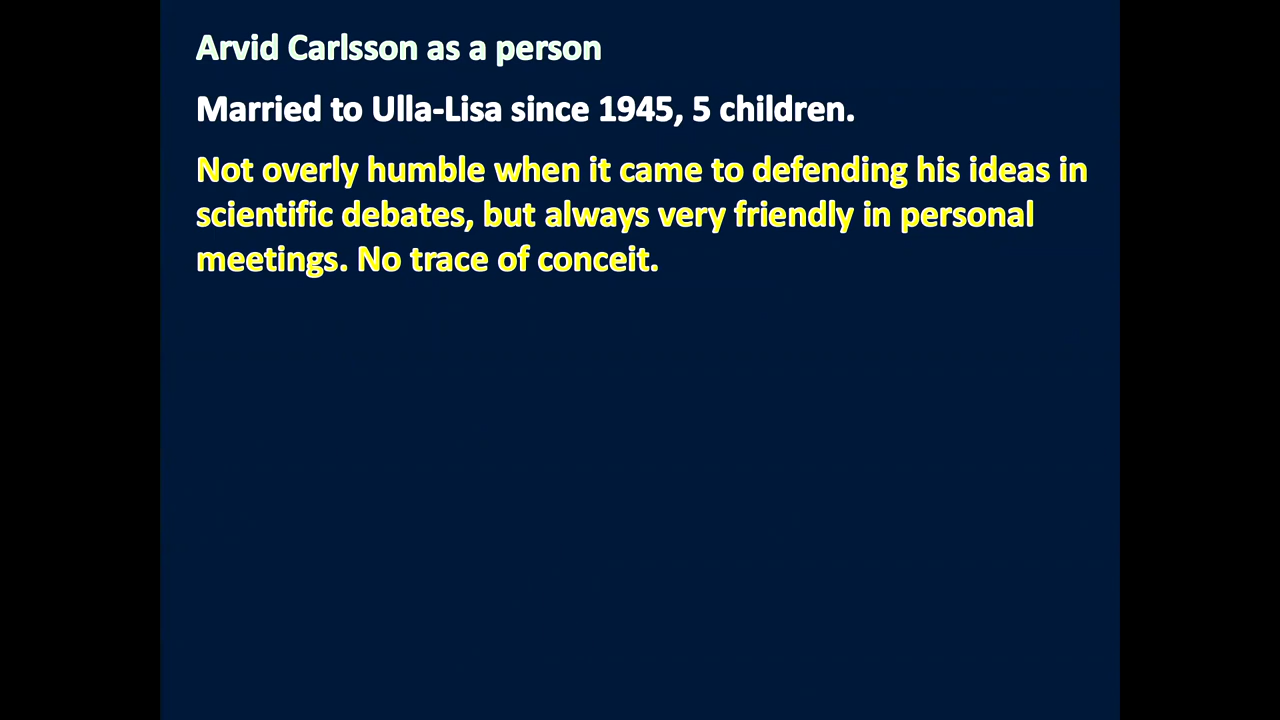 Arvid Carlsson as a person
Married to Ulla-Lisa since 1945, 5 children.
Not overly humble when it came to defending his ideas in
scientific debates, but always very friendly in personal
meetings. No trace of conceit.